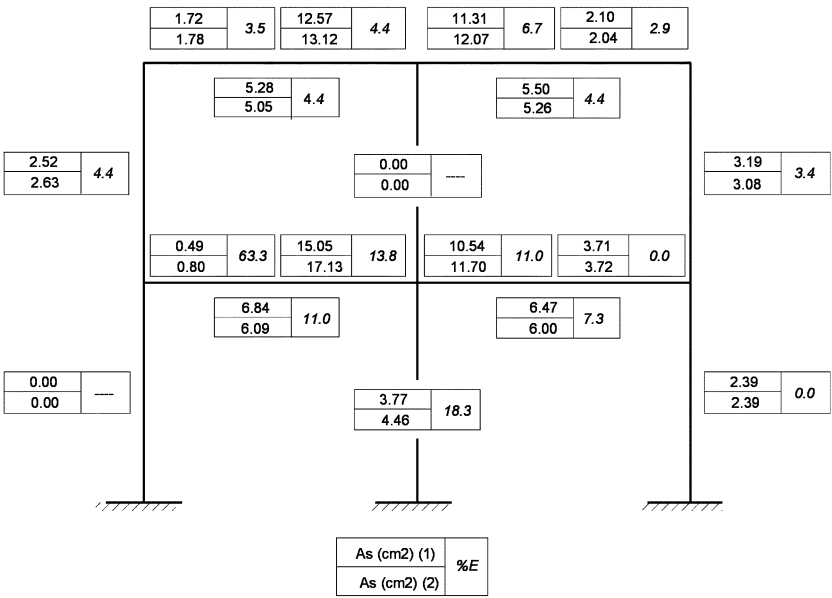 1.72 3.5 12.57 4.4 11.31 6.7 2.10 2.9
1.78 13.12 12.07 2.04
5.28 4.4 5.50 4.4
5.05 5.26
2.52 4.4 0.00 ---- 3.19 3.4
2.63 0.00 3.08
0.49 63.3 15.05 13.8 10.54 11.0 3.71 0.0
0.80 17.13 11.70 3.72
6.84 11.0 6.47 7.3
6.09 6.00
0.00 ---- 3.77 18.3 2.39 0.0
0.00 4.46 2.39
As (cm2) (1) %E
As (cm2) (2)